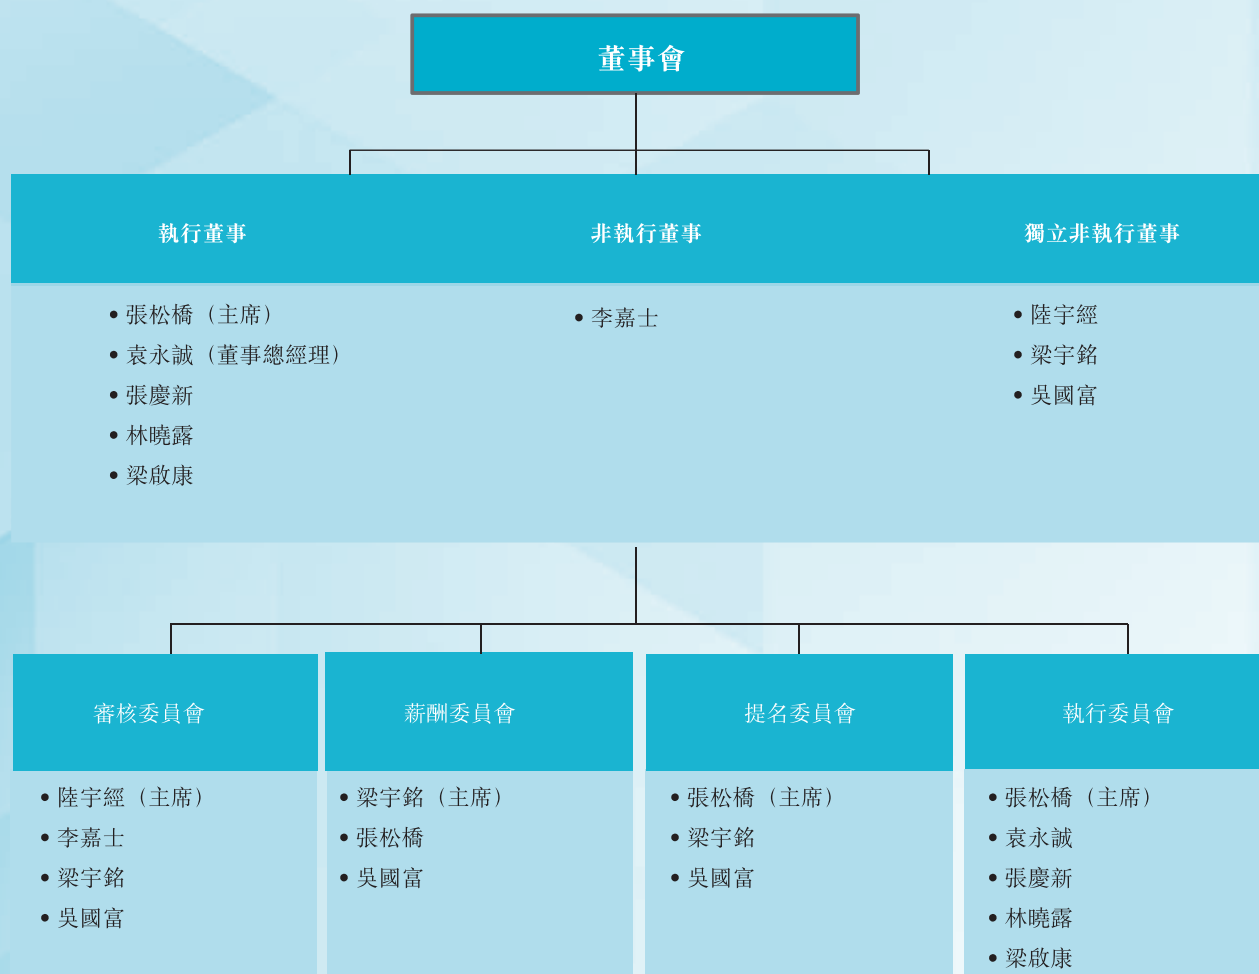 董事會
執行董事
非執行董事
獨立非執行董事
• 張松橋（主席）
• 袁永誠（董事總經理）
• 張慶新
• 林曉露
• 梁啟康
• 李嘉士
• 陸宇經
• 梁宇銘
• 吳國富
審核委員會
薪酬委員會
提名委員會
執行委員會
• 陸宇經（主席）
• 李嘉士
• 梁宇銘
• 吳國富
• 梁宇銘（主席）
• 張松橋
• 吳國富
• 張松橋（主席）
• 梁宇銘
• 吳國富
• 張松橋（主席）
• 袁永誠
• 張慶新
• 林曉露
• 梁啟康